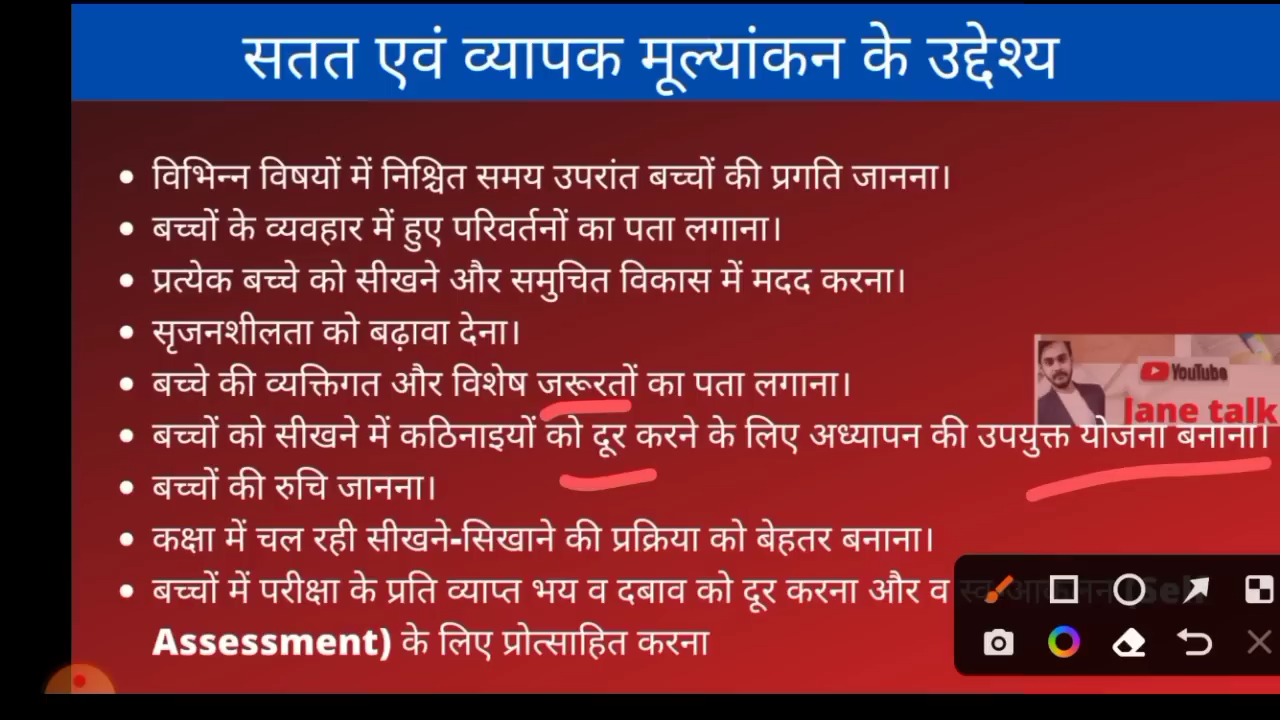 सतत एवं व्यापक मूल्यांकन के उद्देश्य
• विभिन्न विषयों में निश्चित समय उपरांत बच्चों की प्रगति जानना।
• बच्चों के व्यवहार में हुए परिवर्तनों का पता लगाना।
• प्रत्येक बच्चे को सीखने और समुचित विकास में मदद करना।
• सृजनशीलता को बढ़ावा देना।
• बच्चे की व्यक्तिगत और विशेष जरूरतों का पता लगाना।
YouTube
Jane talk
• बच्चों को सीखने में कठिनाइयों को दूर करने के लिए अध्यापन की उपयुक्त योजना बनाना।
• बच्चों की रुचि जानना।
• कक्षा में चल रही सीखने-सिखाने की प्रक्रिया को बेहतर बनाना।
• बच्चों में परीक्षा के प्रति व्याप्त भय व दबाव को दूर करना और व स्व-आकलन (Self
Assessment) के लिए प्रोत्साहित करना